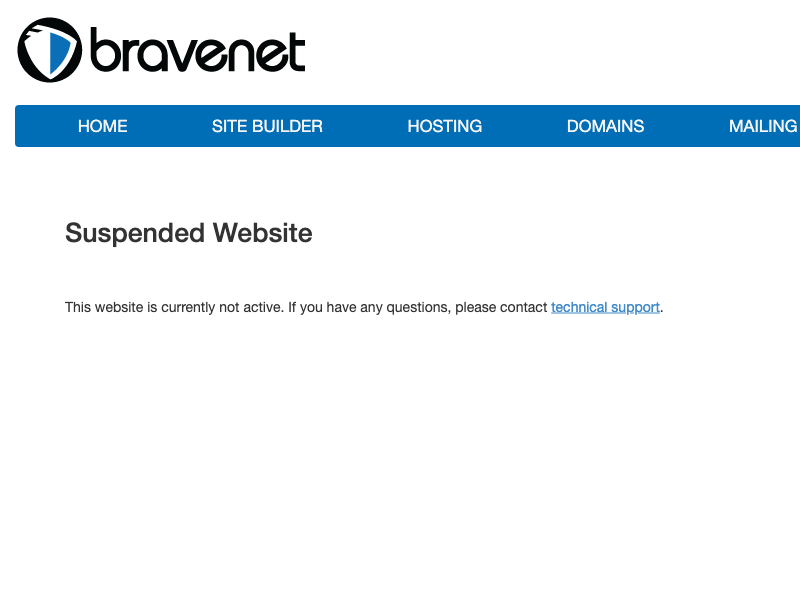 bravenet
HOME SITE BUILDER HOSTING DOMAINS MAILING
Suspended Website
This website is currently not active. If you have any questions, please contact technical support.